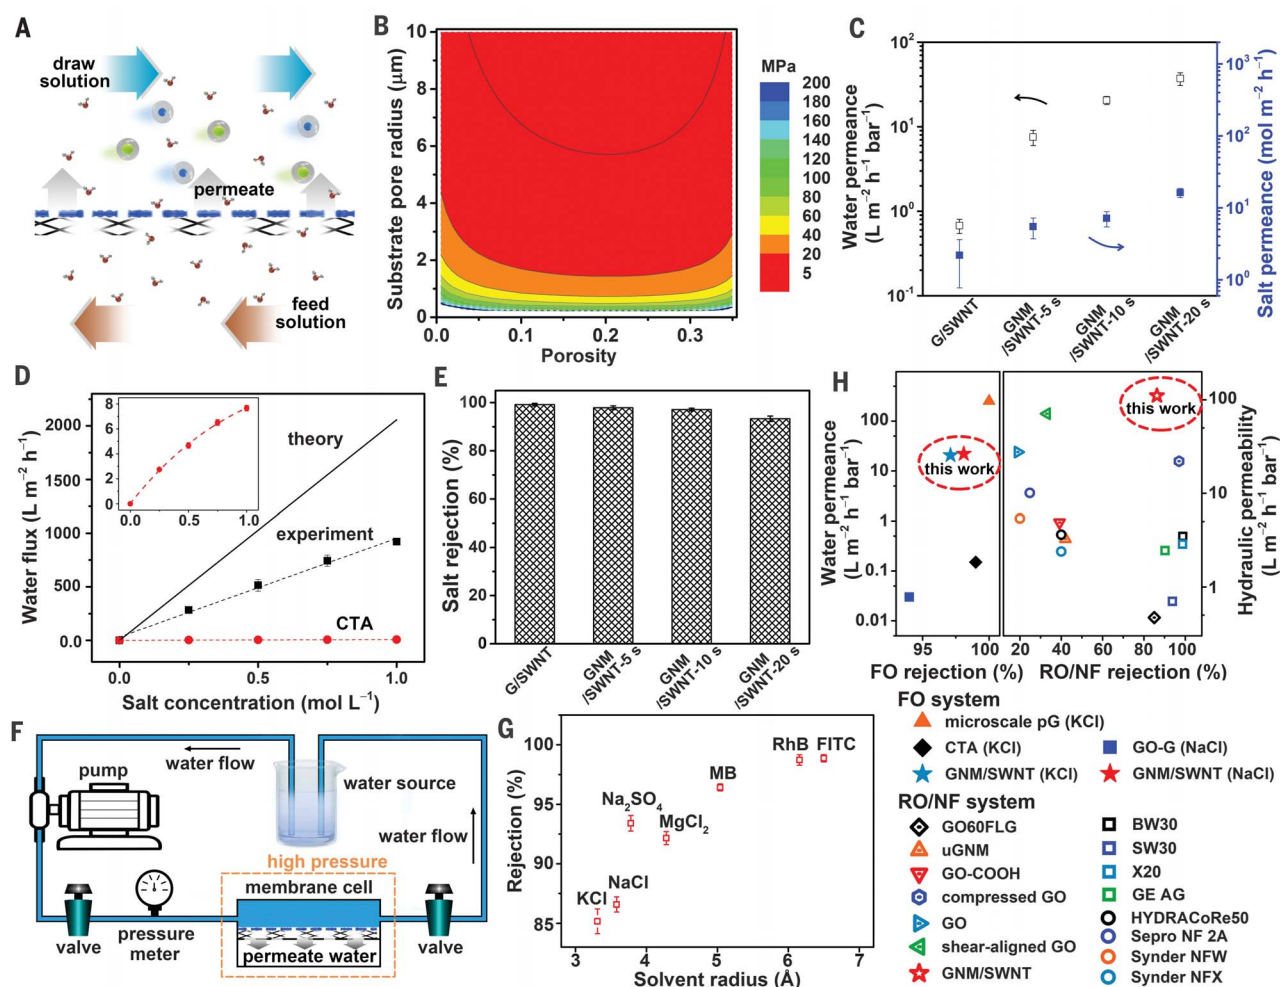 A
draw
solution
permeate
feed
solution
B
Substrate pore radius (μm)
10
8
6
4
2
0
0.0
0.1
0.2
0.3
Porosity
MPa
200
180
160
140
120
100
80
60
40
20
5
C
Water permeance
(L m⁻² h⁻¹ bar⁻¹)
10²
10¹
10⁰
10⁻¹
10³
10²
10¹
10⁰
Salt permeance (mol m⁻² h⁻¹)
G/SWNT
GNM
/SWNT-5 s
GNM
/SWNT-10 s
GNM
/SWNT-20 s
D
Water flux (L m⁻² h⁻¹)
2000
1500
1000
500
0.0
8
6
4
2
0
0.0
0.5
1.0
theory
experiment
CTA
0.0
0.5
1.0
Salt concentration (mol L⁻¹)
E
Salt rejection (%)
100
80
60
40
20
0
G/SWNT
GNM
/SWNT-5 s
GNM
/SWNT-10 s
GNM
/SWNT-20 s
H
Water permeance
(L m⁻² h⁻¹ bar⁻¹)
100
10
1
0.1
0.01
this work
this work
100
10
1
Hydraulic permeability
(L m⁻² h⁻¹ bar⁻¹)
95
100
20
40
60
80
100
FO rejection (%)
RO/NF rejection (%)
FO system
microscale pG (KCl)
CTA (KCl)
GO-G (NaCl)
GNM/SWNT (KCl)
GNM/SWNT (NaCl)
RO/NF system
GO60FLG
uGNM
GO-COOH
compressed GO
GO
shear-aligned GO
GNM/SWNT
BW30
SW30
X20
GE AG
HYDRACoRe50
Sepro NF 2A
Synder NFW
Synder NFX
F
pump
water flow
water source
water flow
high pressure
membrane cell
permeate water
valve
pressure
meter
valve
G
Rejection (%)
100
95
90
85
KCl
NaCl
Na₂SO₄
MgCl₂
MB
RhB
FITC
3
4
5
6
7
Solvent radius (Å)